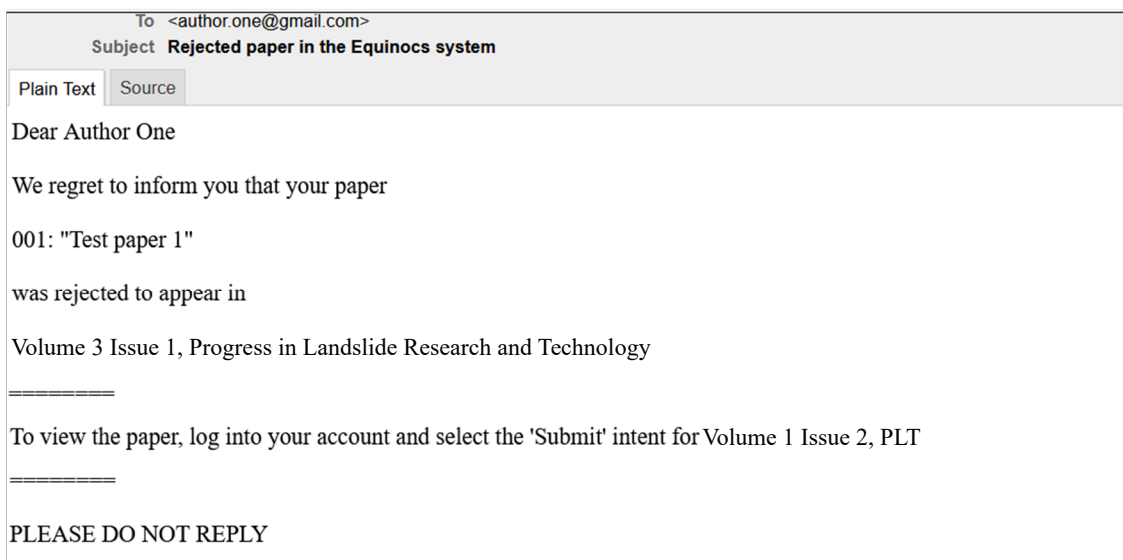 To <author.one@gmail.com>
Subject Rejected paper in the Equinocs system
Plain Text Source
Dear Author One
We regret to inform you that your paper
001: "Test paper 1"
was rejected to appear in
Volume 3 Issue 1, Progress in Landslide Research and Technology
========
To view the paper, log into your account and select the 'Submit' intent for Volume 1 Issue 2, PLT
========
PLEASE DO NOT REPLY